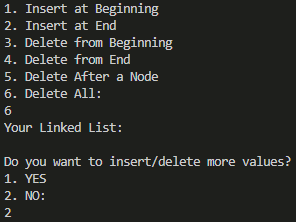 1. Insert at Beginning
2. Insert at End
3. Delete from Beginning
4. Delete from End
5. Delete After a Node
6. Delete All:
6
Your Linked List:
Do you want to insert/delete more values?
1. YES
2. NO:
2